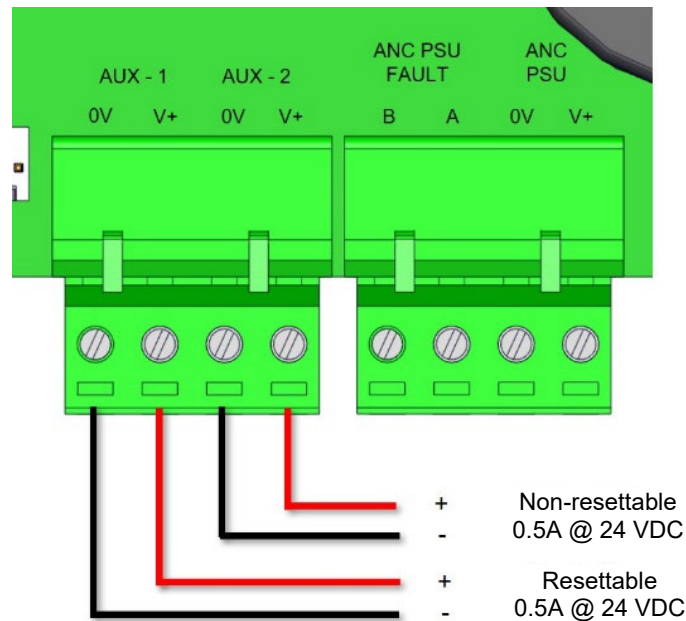 AUX - 1 AUX - 2
ANC PSU FAULT
ANC PSU
0V V+ 0V V+ B A 0V V+
+ Non-resettable
- 0.5A @ 24 VDC
+ Resettable
- 0.5A @ 24 VDC